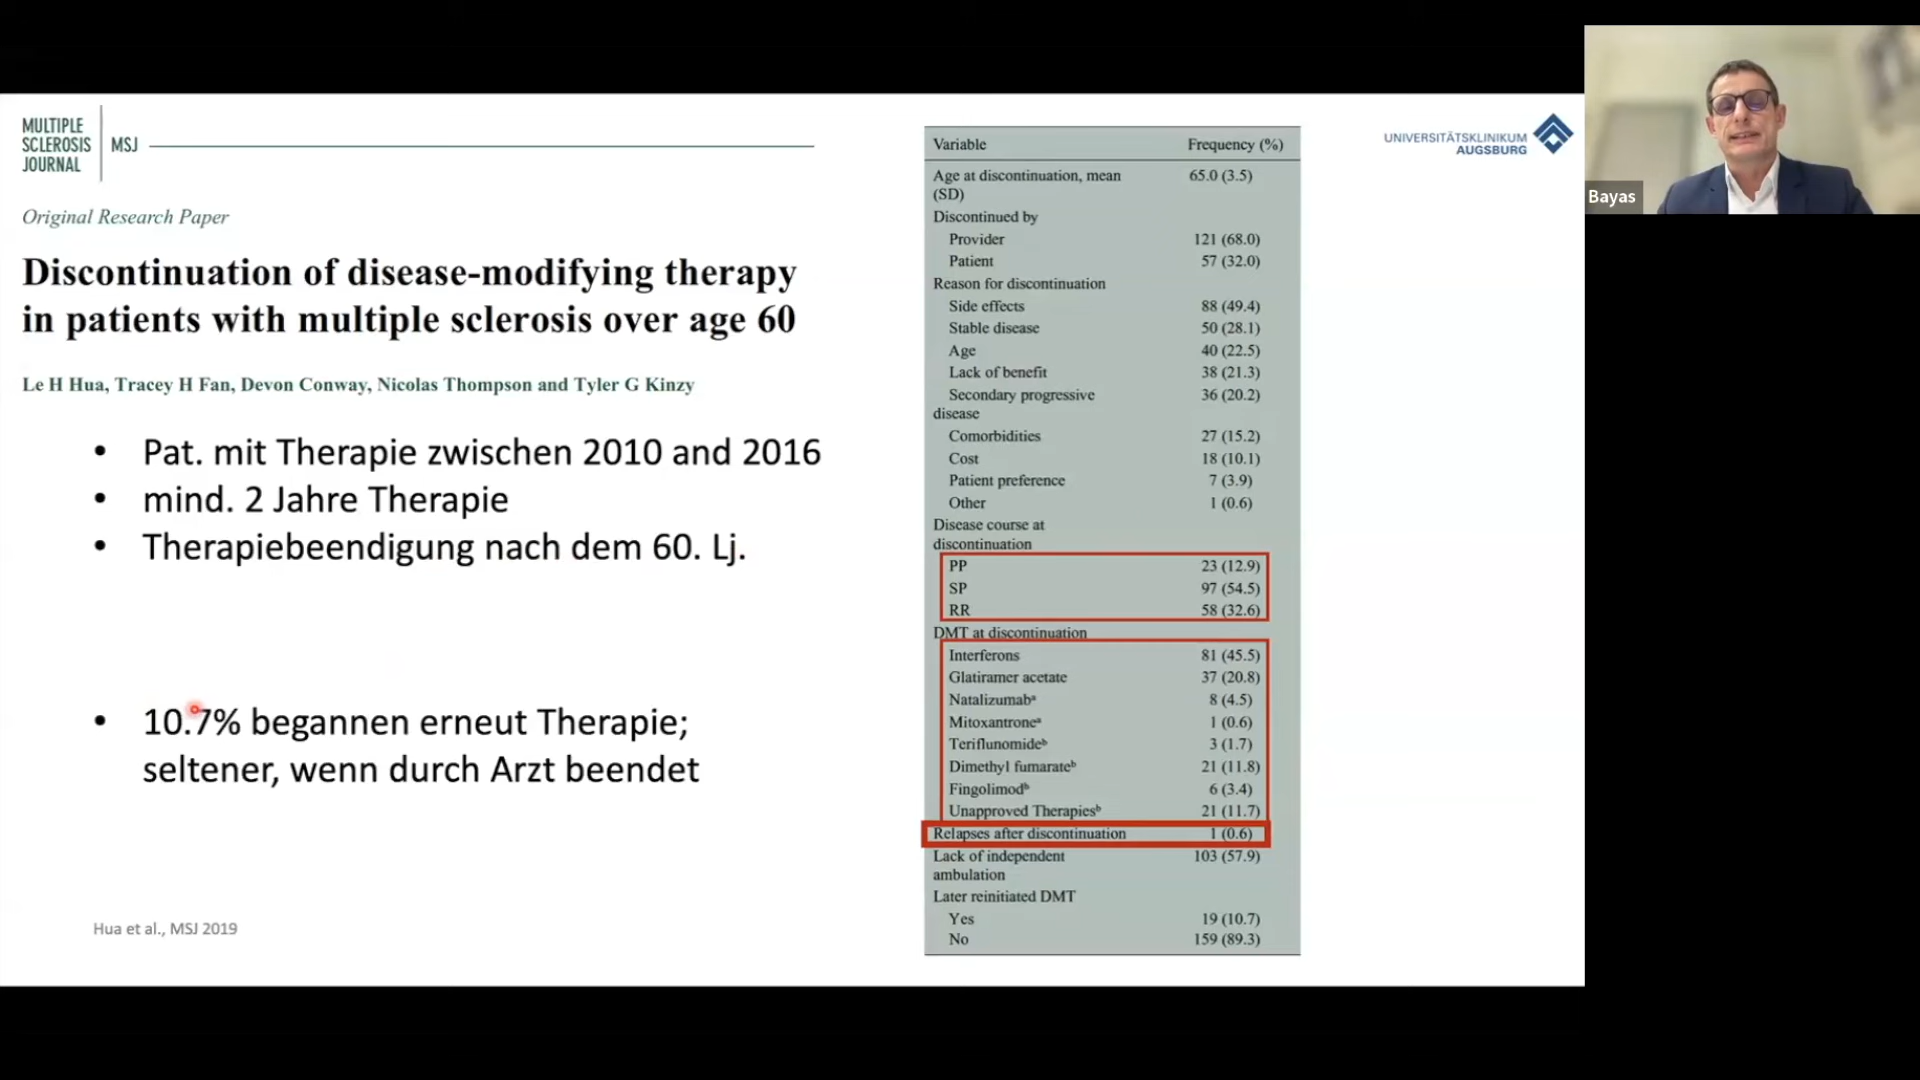 MULTIPLE
SCLEROSIS
JOURNAL
MSJ
Original Research Paper
Discontinuation of disease-modifying therapy
in patients with multiple sclerosis over age 60
Le H Hua, Tracey H Fan, Devon Conway, Nicolas Thompson and Tyler G Kinzy
• Pat. mit Therapie zwischen 2010 and 2016
• mind. 2 Jahre Therapie
• Therapiebeendigung nach dem 60. Lj.
• 10.7% begannen erneut Therapie;
seltener, wenn durch Arzt beendet
Hua et al., MSJ 2019
Variable Frequency (%)
Age at discontinuation, mean 65.0 (3.5)
(SD)
Discontinued by
Provider 121 (68.0)
Patient 57 (32.0)
Reason for discontinuation
Side effects 88 (49.4)
Stable disease 50 (28.1)
Age 40 (22.5)
Lack of benefit 38 (21.3)
Secondary progressive 36 (20.2)
disease
Comorbidities 27 (15.2)
Cost 18 (10.1)
Patient preference 7 (3.9)
Other 1 (0.6)
Disease course at
discontinuation
PP 23 (12.9)
SP 97 (54.5)
RR 58 (32.6)
DMT at discontinuation
Interferons 81 (45.5)
Glatiramer acetate 37 (20.8)
Natalizumabᵃ 8 (4.5)
Mitoxantroneᵃ 1 (0.6)
Teriflunomideᵇ 3 (1.7)
Dimethyl fumarateᵇ 21 (11.8)
Fingolimodᵇ 6 (3.4)
Unapproved Therapiesᵇ 21 (11.7)
Relapses after discontinuation 1 (0.6)
Lack of independent 103 (57.9)
ambulation
Later reinitiated DMT
Yes 19 (10.7)
No 159 (89.3)
UNIVERSITÄTSKLINIKUM
AUGSBURG
Bayas